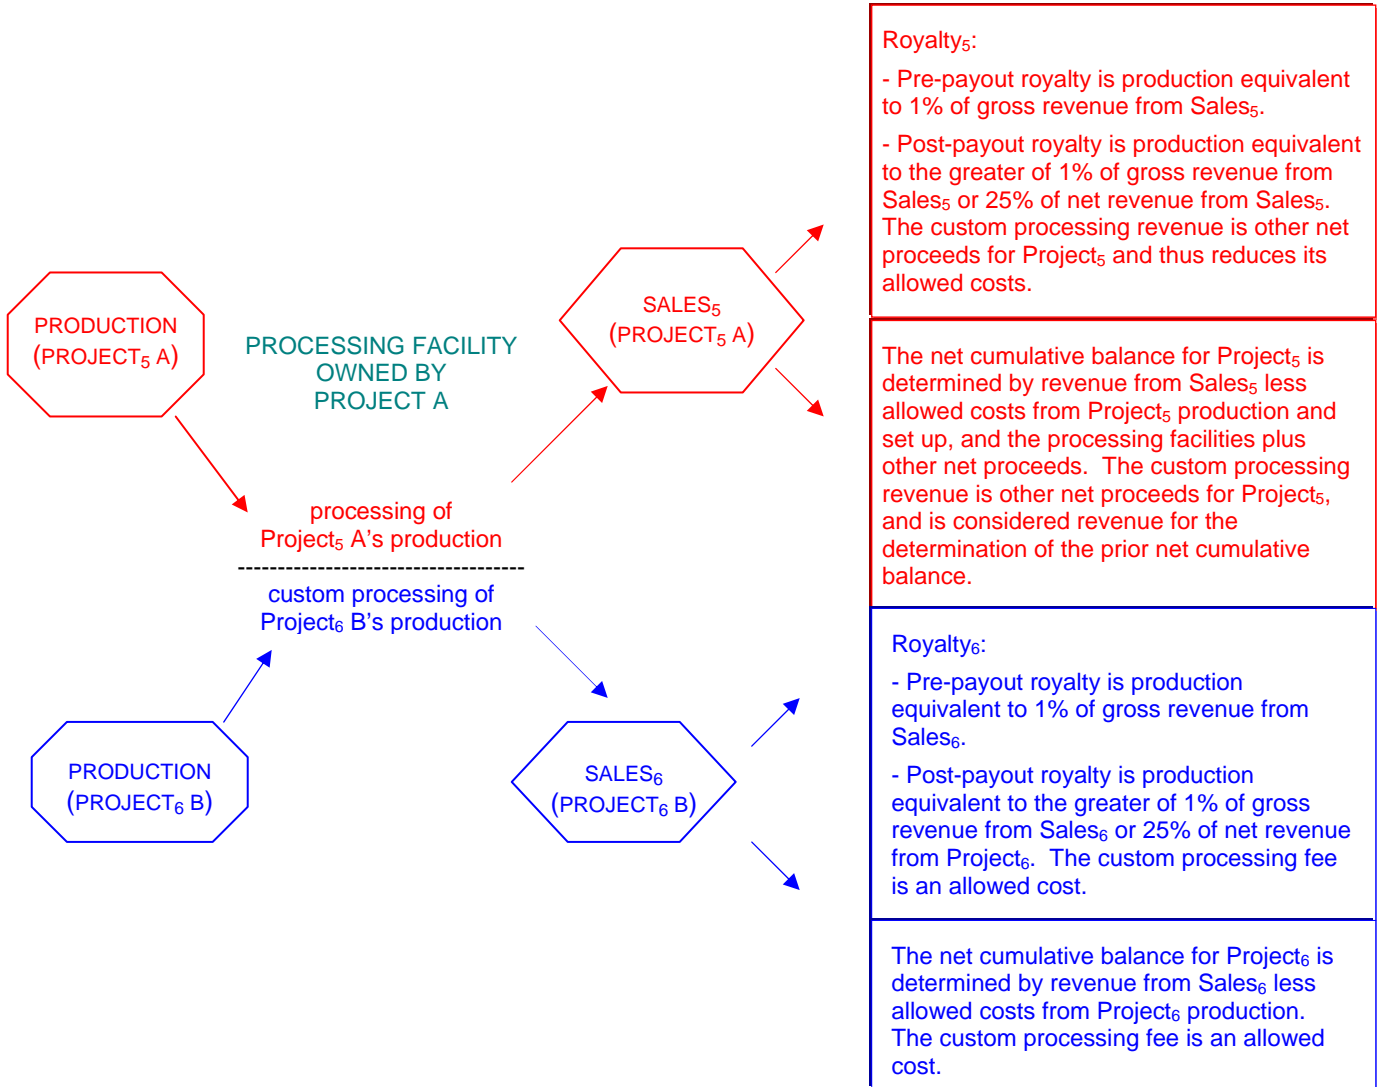 PRODUCTION
(PROJECT₅ A)
PROCESSING FACILITY
OWNED BY
PROJECT A
SALES₅
(PROJECT₅ A)
processing of
Project₅ A's production
-----------------------------------
custom processing of
Project₆ B's production
PRODUCTION
(PROJECT₆ B)
SALES₆
(PROJECT₆ B)
Royalty₅:
- Pre-payout royalty is production equivalent
to 1% of gross revenue from Sales₅.
- Post-payout royalty is production equivalent
to the greater of 1% of gross revenue from
Sales₅ or 25% of net revenue from Sales₅.
The custom processing revenue is other net
proceeds for Project₅ and thus reduces its
allowed costs.
The net cumulative balance for Project₅ is
determined by revenue from Sales₅ less
allowed costs from Project₅ production and
set up, and the processing facilities plus
other net proceeds.  The custom processing
revenue is other net proceeds for Project₅,
and is considered revenue for the
determination of the prior net cumulative
balance.
Royalty₆:
- Pre-payout royalty is production
equivalent to 1% of gross revenue from
Sales₆.
- Post-payout royalty is production
equivalent to the greater of 1% of gross
revenue from Sales₆ or 25% of net revenue
from Project₆.  The custom processing fee
is an allowed cost.
The net cumulative balance for Project₆ is
determined by revenue from Sales₆ less
allowed costs from Project₆ production.
The custom processing fee is an allowed
cost.